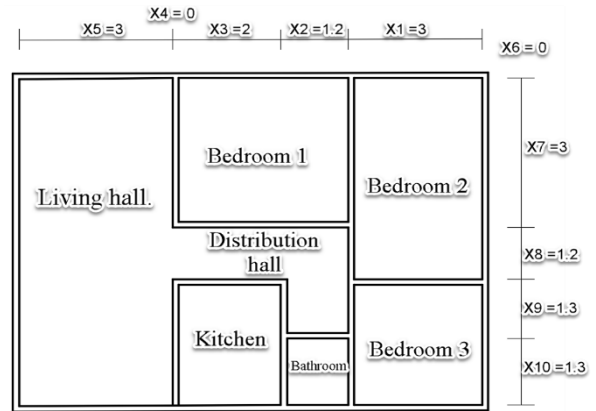 X4 = 0
X5 =3
X3 =2
X2 =1.2
X1 =3
X6 = 0
X7 =3
Bedroom 1
Bedroom 2
Living hall.
Distribution
hall
X8 =1.2
X9 =1.3
Kitchen
Bedroom 3
Bathroom
X10 =1.3